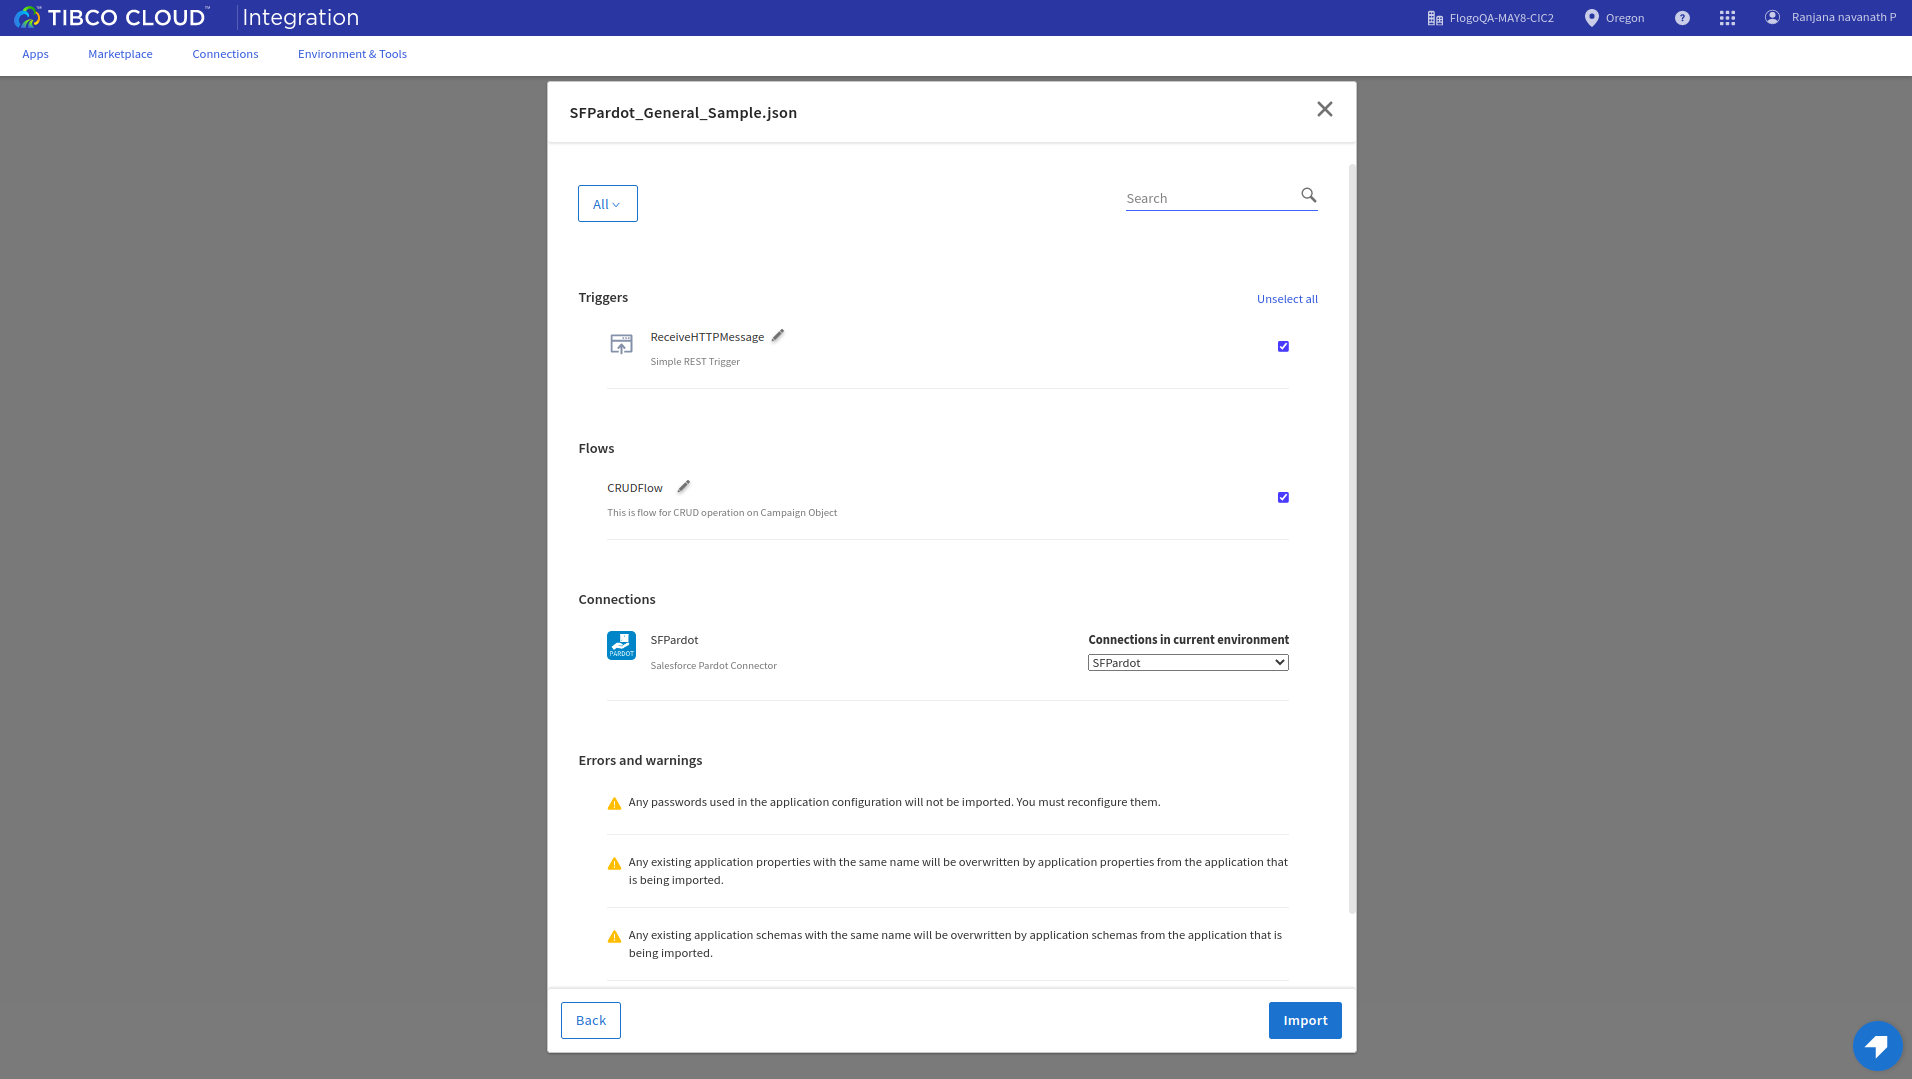 TIBCO CLOUD™ Integration
FlogoQA-MAY8-CIC2
Oregon
?
Ranjana navanath P
Apps
Marketplace
Connections
Environment & Tools
SFPardot_General_Sample.json
All
Search
Triggers
Unselect all
ReceiveHTTPMessage
Simple REST Trigger
Flows
CRUDFlow
This is flow for CRUD operation on Campaign Object
Connections
PARDOT
SFPardot
Salesforce Pardot Connector
Connections in current environment
SFPardot
Errors and warnings
Any passwords used in the application configuration will not be imported. You must reconfigure them.
Any existing application properties with the same name will be overwritten by application properties from the application that
is being imported.
Any existing application schemas with the same name will be overwritten by application schemas from the application that is
being imported.
Back
Import